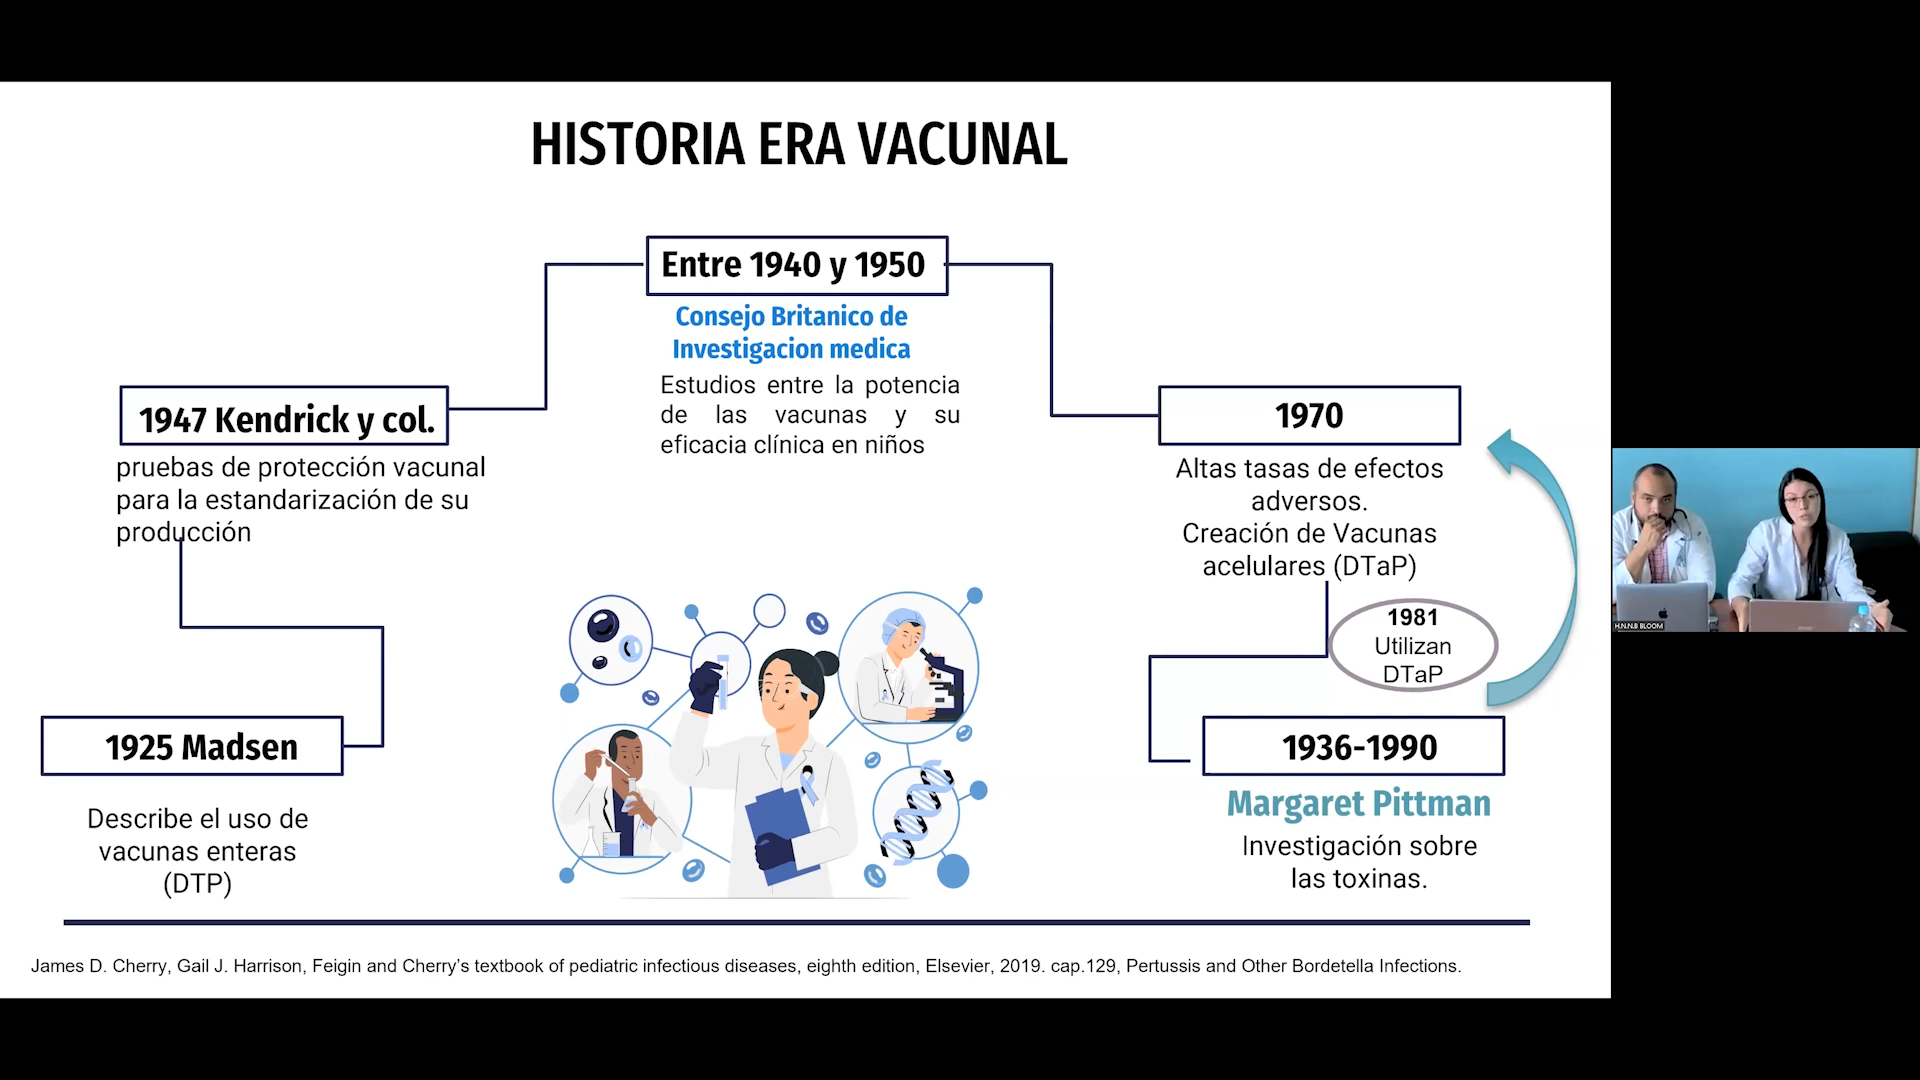 HISTORIA ERA VACUNAL
Entre 1940 y 1950
Consejo Britanico de
Investigacion medica
Estudios entre la potencia
de las vacunas y su
eficacia clínica en niños
1947 Kendrick y col.
pruebas de protección vacunal
para la estandarización de su
producción
1925 Madsen
Describe el uso de
vacunas enteras
(DTP)
1970
Altas tasas de efectos
adversos.
Creación de Vacunas
acelulares (DTaP)
1981
Utilizan
DTaP
1936-1990
Margaret Pittman
Investigación sobre
las toxinas.
James D. Cherry, Gail J. Harrison, Feigin and Cherry’s textbook of pediatric infectious diseases, eighth edition, Elsevier, 2019. cap.129, Pertussis and Other Bordetella Infections.
H.N.N.B BLOOM